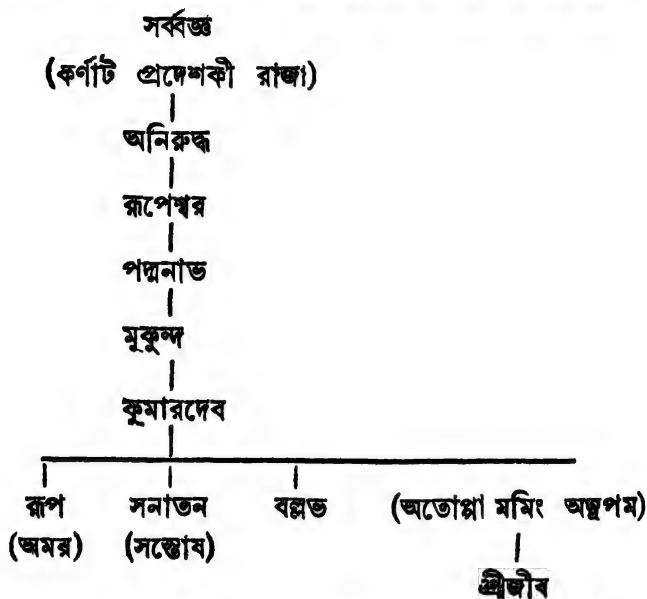 সর্ব্বজ্ঞ
(কর্ণাট প্রদেশকী রাজা)
অনিরুদ্ধ
রূপেশ্বর
পদ্মনাভ
মুকুন্দ
কুমারদেব
রূপ সনাতন বল্লভ (অতোপ্পা মমিং অনুপম)
(অমর) (সন্তোষ)
শ্রীজীব